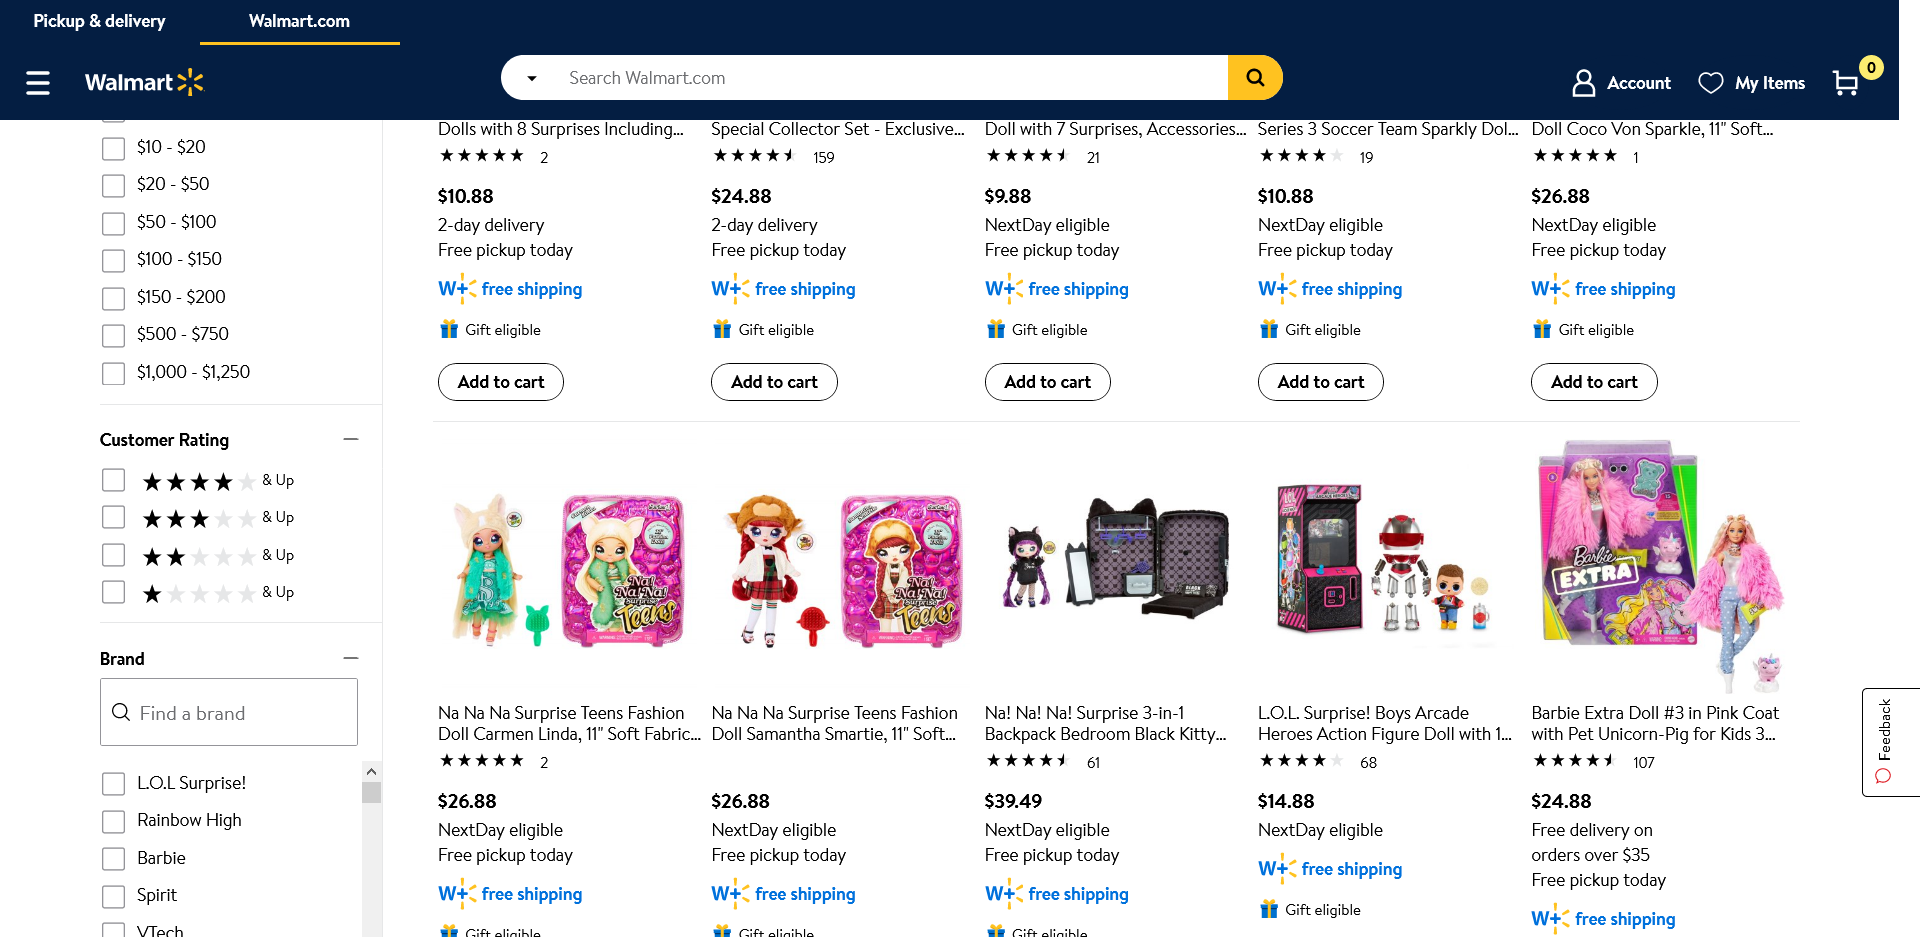 Pickup & delivery
Walmart.com
Walmart
Search Walmart.com
Account
My Items
0
$10 - $20
$20 - $50
$50 - $100
$100 - $150
$150 - $200
$500 - $750
$1,000 - $1,250
Customer Rating
& Up
& Up
& Up
& Up
Brand
Find a brand
L.O.L Surprise!
Rainbow High
Barbie
Spirit
VTech
Dolls with 8 Surprises Including...
2
$10.88
2-day delivery
Free pickup today
W+ free shipping
Gift eligible
Add to cart
Special Collector Set - Exclusive...
159
$24.88
2-day delivery
Free pickup today
W+ free shipping
Gift eligible
Add to cart
Doll with 7 Surprises, Accessories...
21
$9.88
NextDay eligible
Free pickup today
W+ free shipping
Gift eligible
Add to cart
Series 3 Soccer Team Sparkly Dol...
19
$10.88
NextDay eligible
Free pickup today
W+ free shipping
Gift eligible
Add to cart
Doll Coco Von Sparkle, 11" Soft...
1
$26.88
NextDay eligible
Free pickup today
W+ free shipping
Gift eligible
Add to cart
Na! Na! Na!
Surprise
Teens
Na Na Na Surprise Teens Fashion
Doll Carmen Linda, 11" Soft Fabric...
2
$26.88
NextDay eligible
Free pickup today
W+ free shipping
Gift eligible
Na! Na! Na!
Surprise
Teens
Na Na Na Surprise Teens Fashion
Doll Samantha Smartie, 11" Soft...
$26.88
NextDay eligible
Free pickup today
W+ free shipping
Gift eligible
Na! Na! Na! Surprise 3-in-1
Backpack Bedroom Black Kitty...
61
$39.49
NextDay eligible
Free pickup today
W+ free shipping
Gift eligible
L.O.L. Surprise! Boys Arcade
Heroes Action Figure Doll with 1...
68
$14.88
NextDay eligible
W+ free shipping
Gift eligible
Barbie
EXTRA
Barbie Extra Doll #3 in Pink Coat
with Pet Unicorn-Pig for Kids 3...
107
$24.88
Free delivery on
orders over $35
Free pickup today
W+ free shipping
Feedback